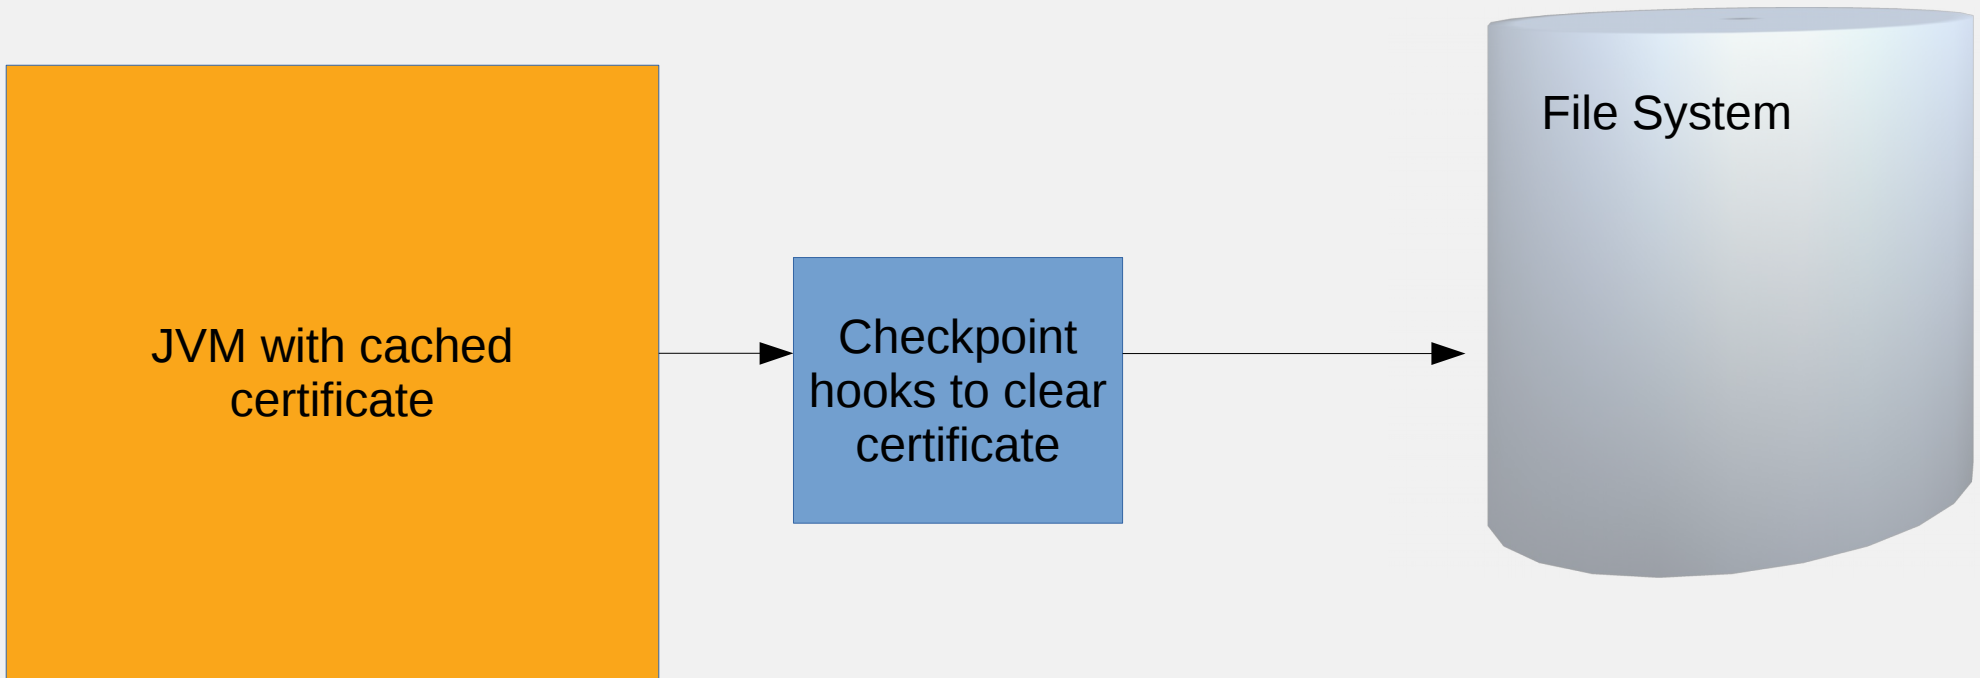 File System
JVM with cached
certificate
Checkpoint
hooks to clear
certificate